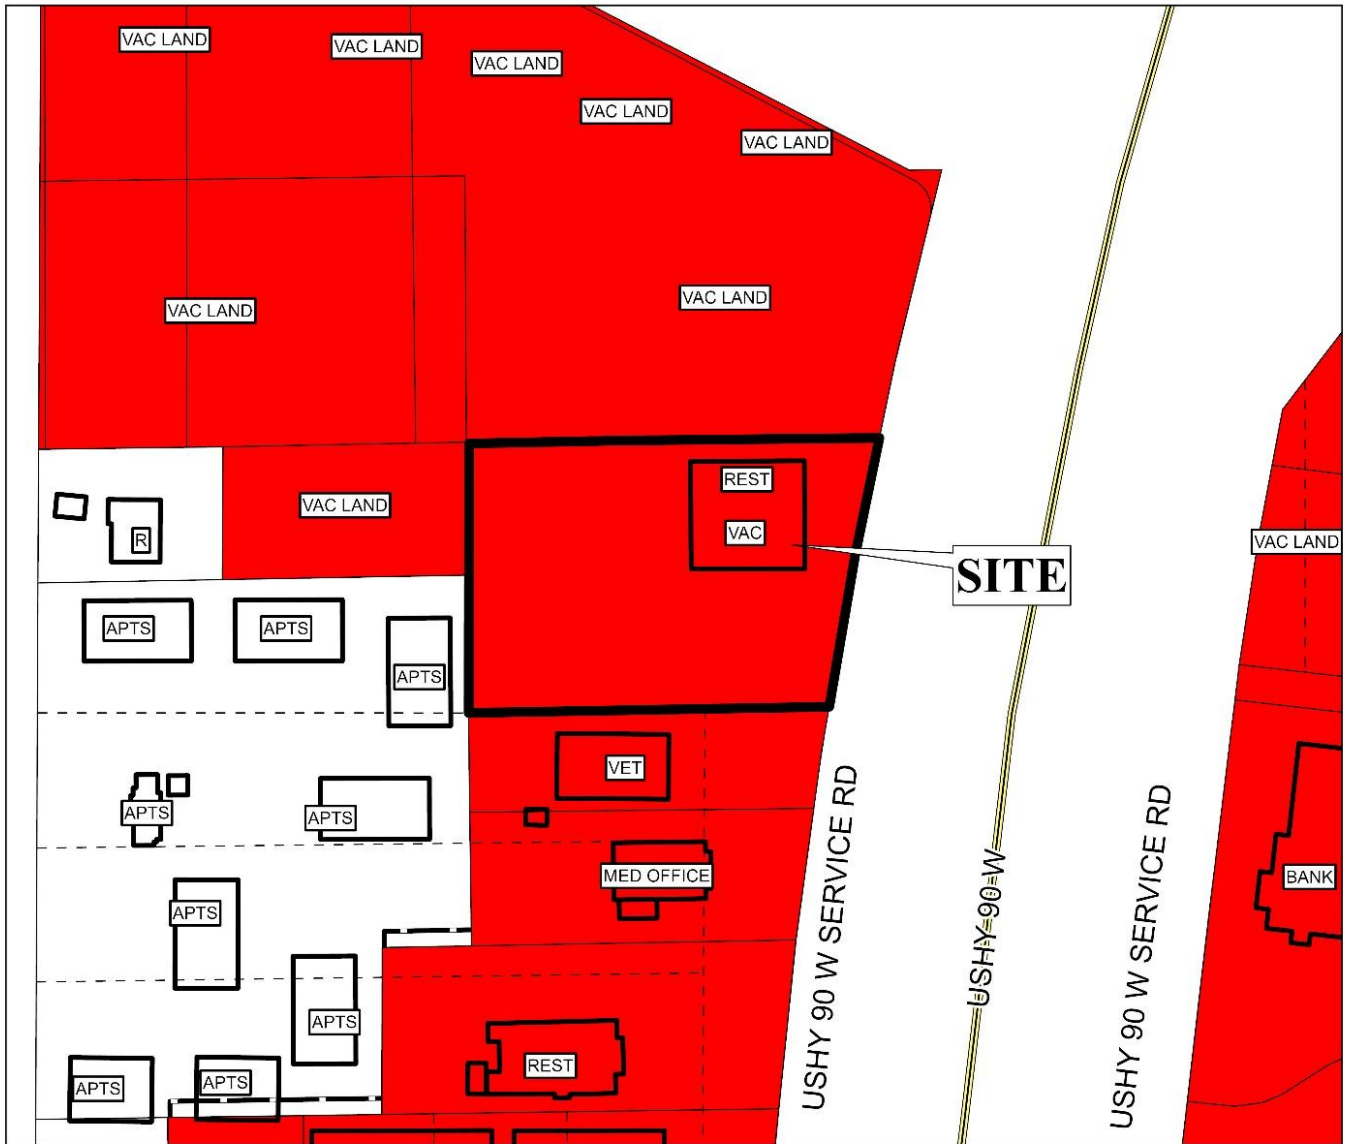 VAC LAND
VAC LAND
VAC LAND
VAC LAND
VAC LAND
VAC LAND
VAC LAND
REST
VAC LAND
VAC
R
VAC LAND
SITE
APTS
APTS
APTS
VET
APTS
APTS
MED OFFICE
BANK
APTS
USHY 90 W SERVICE RD
USHY 90 W
USHY 90 W SERVICE RD
APTS
REST
APTS
APTS